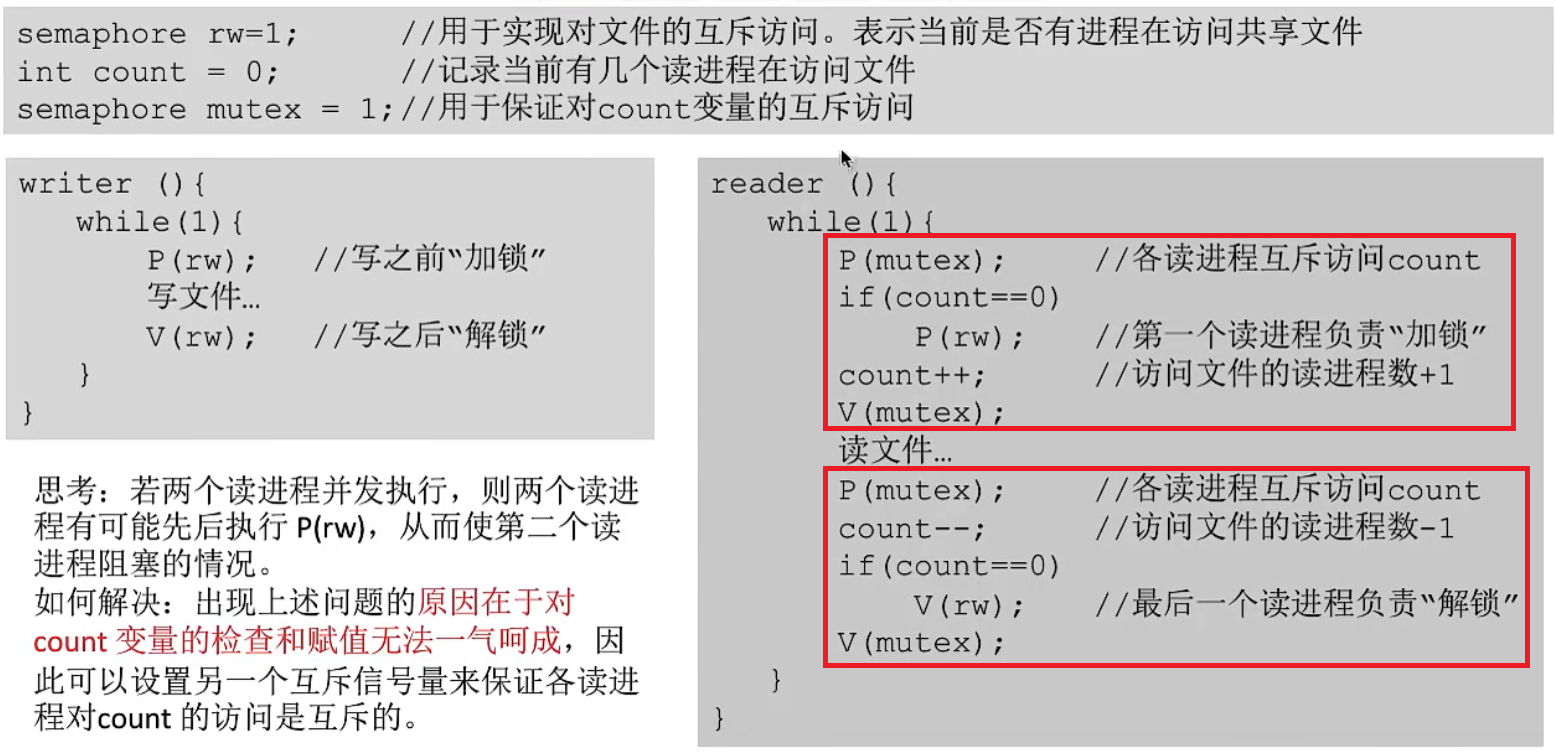 semaphore rw=1;     //用于实现对文件的互斥访问。表示当前是否有进程在访问共享文件
int count = 0;      //记录当前有几个读进程在访问文件
semaphore mutex = 1;//用于保证对count变量的互斥访问
writer (){
while(1){
P(rw);   //写之前“加锁”
写文件…
V(rw);   //写之后“解锁”
}
}
思考：若两个读进程并发执行，则两个读进
程有可能先后执行 P(rw)，从而使第二个读
进程阻塞的情况。
如何解决：出现上述问题的原因在于对
count 变量的检查和赋值无法一气呵成，因
此可以设置另一个互斥信号量来保证各读进
程对count 的访问是互斥的。
reader (){
while(1){
P(mutex);    //各读进程互斥访问count
if(count==0)
P(rw);   //第一个读进程负责“加锁”
count++;     //访问文件的读进程数+1
V(mutex);
读文件…
P(mutex);    //各读进程互斥访问count
count--;     //访问文件的读进程数-1
if(count==0)
V(rw);   //最后一个读进程负责“解锁”
V(mutex);
}
}